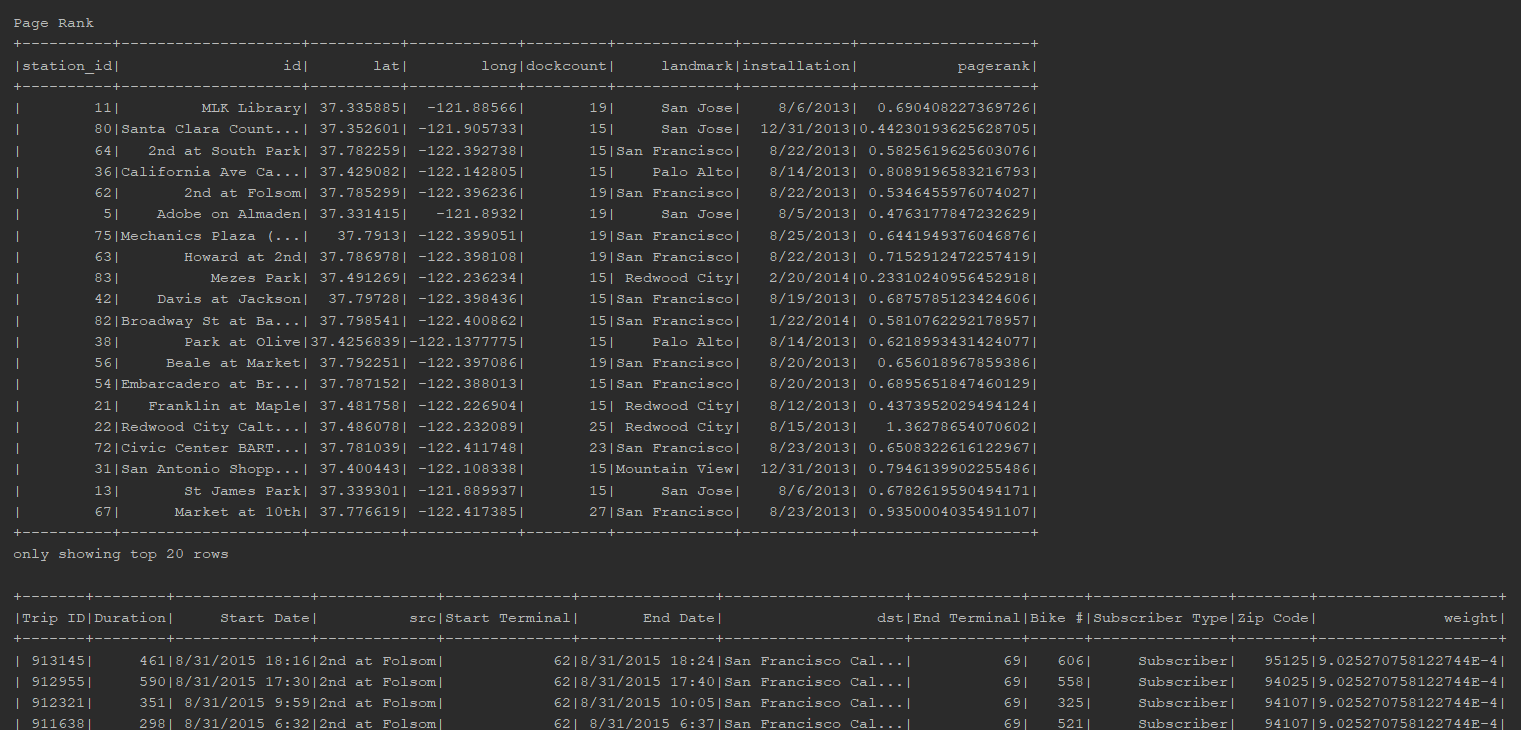 Page Rank
+----------+--------------------+----------+------------+---------+-------------+------------+-------------------+
|station_id|                  id|       lat|        long|dockcount|     landmark|installation|           pagerank|
+----------+--------------------+----------+------------+---------+-------------+------------+-------------------+
|        11|         MLK Library| 37.335885|  -121.88566|       19|     San Jose|    8/6/2013|  0.690408227369726|
|        80|Santa Clara Count...| 37.352601| -121.905733|       15|     San Jose|  12/31/2013|0.44230193625628705|
|        64|   2nd at South Park| 37.782259| -122.392738|       15|San Francisco|   8/22/2013| 0.5825619625603076|
|        36|California Ave Ca...| 37.429082| -122.142805|       15|    Palo Alto|   8/14/2013| 0.8089196583216793|
|        62|       2nd at Folsom| 37.785299| -122.396236|       19|San Francisco|   8/22/2013| 0.5346455976074027|
|         5|    Adobe on Almaden| 37.331415|   -121.8932|       19|     San Jose|    8/5/2013| 0.4763177847232629|
|        75|Mechanics Plaza (...|   37.7913| -122.399051|       19|San Francisco|   8/25/2013| 0.6441949376046876|
|        63|       Howard at 2nd| 37.786978| -122.398108|       19|San Francisco|   8/22/2013| 0.7152912472257419|
|        83|          Mezes Park| 37.491269| -122.236234|       15| Redwood City|   2/20/2014|0.23310240956452918|
|        42|    Davis at Jackson|  37.79728| -122.398436|       15|San Francisco|   8/19/2013| 0.6875785123424606|
|        82|Broadway St at Ba...| 37.798541| -122.400862|       15|San Francisco|   1/22/2014| 0.5810762292178957|
|        38|       Park at Olive|37.4256839|-122.1377775|       15|    Palo Alto|   8/14/2013| 0.6218993431424077|
|        56|     Beale at Market| 37.792251| -122.397086|       19|San Francisco|   8/20/2013|  0.656018967859386|
|        54|Embarcadero at Br...| 37.787152| -122.388013|       15|San Francisco|   8/20/2013| 0.6895651847460129|
|        21|   Franklin at Maple| 37.481758| -122.226904|       15| Redwood City|   8/12/2013| 0.4373952029494124|
|        22|Redwood City Calt...| 37.486078| -122.232089|       25| Redwood City|   8/15/2013|   1.36278654070602|
|        72|Civic Center BART...| 37.781039| -122.411748|       23|San Francisco|   8/23/2013| 0.6508322616122967|
|        31|San Antonio Shopp...| 37.400443| -122.108338|       15|Mountain View|  12/31/2013| 0.7946139902255486|
|        13|       St James Park| 37.339301| -121.889937|       15|     San Jose|    8/6/2013| 0.6782619590494171|
|        67|      Market at 10th| 37.776619| -122.417385|       27|San Francisco|   8/23/2013| 0.9350004035491107|
+----------+--------------------+----------+------------+---------+-------------+------------+-------------------+
only showing top 20 rows
+-------+--------+---------------+-------------+--------------+---------------+--------------------+------------+------+---------------+--------+--------------------+
|Trip ID|Duration|     Start Date|          src|Start Terminal|       End Date|                 dst|End Terminal|Bike #|Subscriber Type|Zip Code|              weight|
+-------+--------+---------------+-------------+--------------+---------------+--------------------+------------+------+---------------+--------+--------------------+
| 913145|     461|8/31/2015 18:16|2nd at Folsom|            62|8/31/2015 18:24|San Francisco Cal...|          69|   606|     Subscriber|   95125|9.025270758122744E-4|
| 912955|     590|8/31/2015 17:30|2nd at Folsom|            62|8/31/2015 17:40|San Francisco Cal...|          69|   558|     Subscriber|   94025|9.025270758122744E-4|
| 912321|     351| 8/31/2015 9:59|2nd at Folsom|            62|8/31/2015 10:05|San Francisco Cal...|          69|   325|     Subscriber|   94107|9.025270758122744E-4|
| 911638|     298| 8/31/2015 6:32|2nd at Folsom|            62| 8/31/2015 6:37|San Francisco Cal...|          69|   521|     Subscriber|   94107|9.025270758122744E-4|